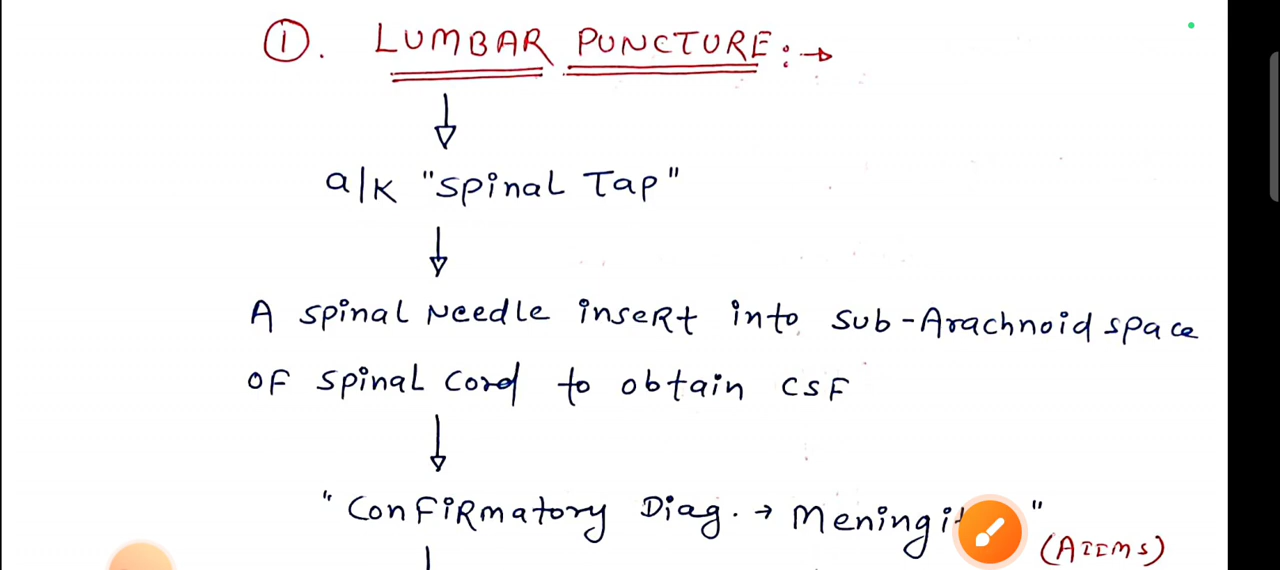 ①. LUMBAR PUNCTURE:→
a/K "Spinal Tap"
A spinal Needle insert into sub-Arachnoid space
of spinal cord to obtain CSF
"Confirmatory Diag. → 
(AIIMS)